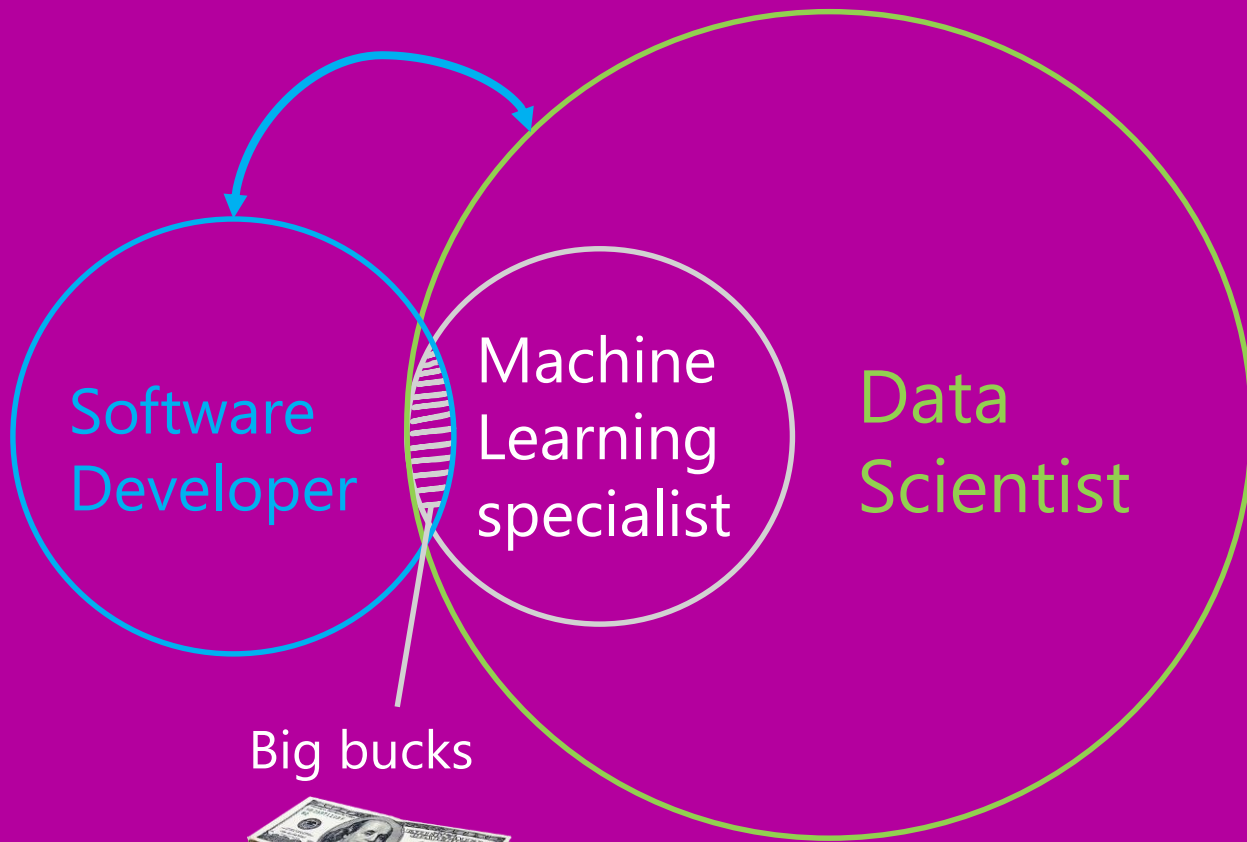 Software
Developer
Machine
Learning
specialist
Data
Scientist
Big bucks